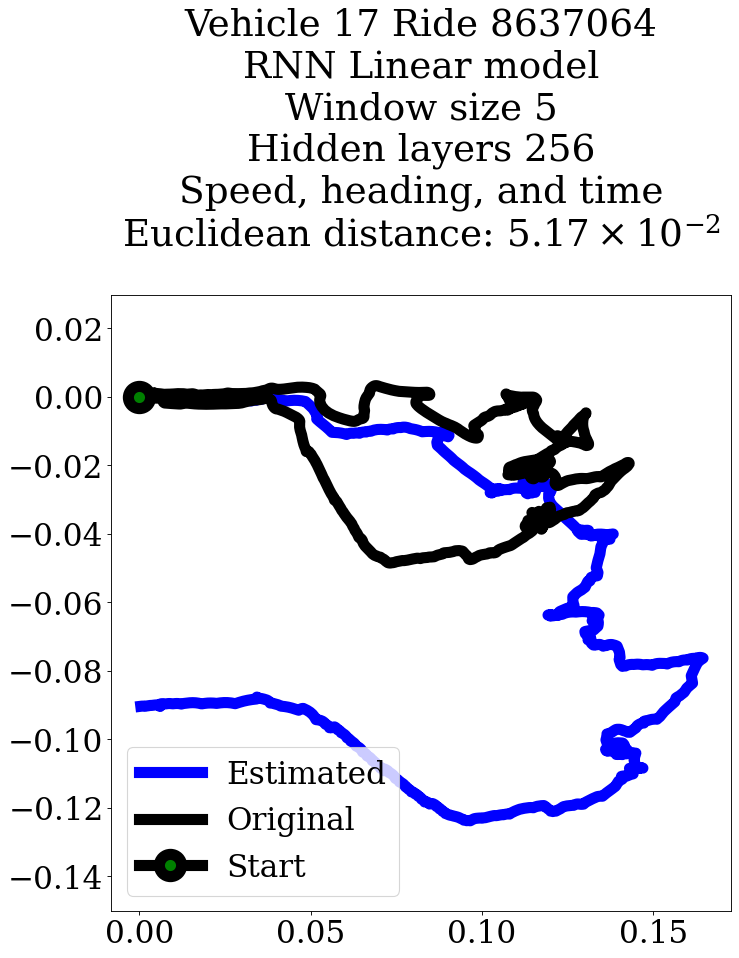 Vehicle 17 Ride 8637064
RNN Linear model
Window size 5
Hidden layers 256
Speed, heading, and time
Euclidean distance: 5.17 × 10⁻²
0.02
0.00
−0.02
−0.04
−0.06
−0.08
−0.10
−0.12
−0.14
Estimated
Original
Start
0.00 0.05 0.10 0.15